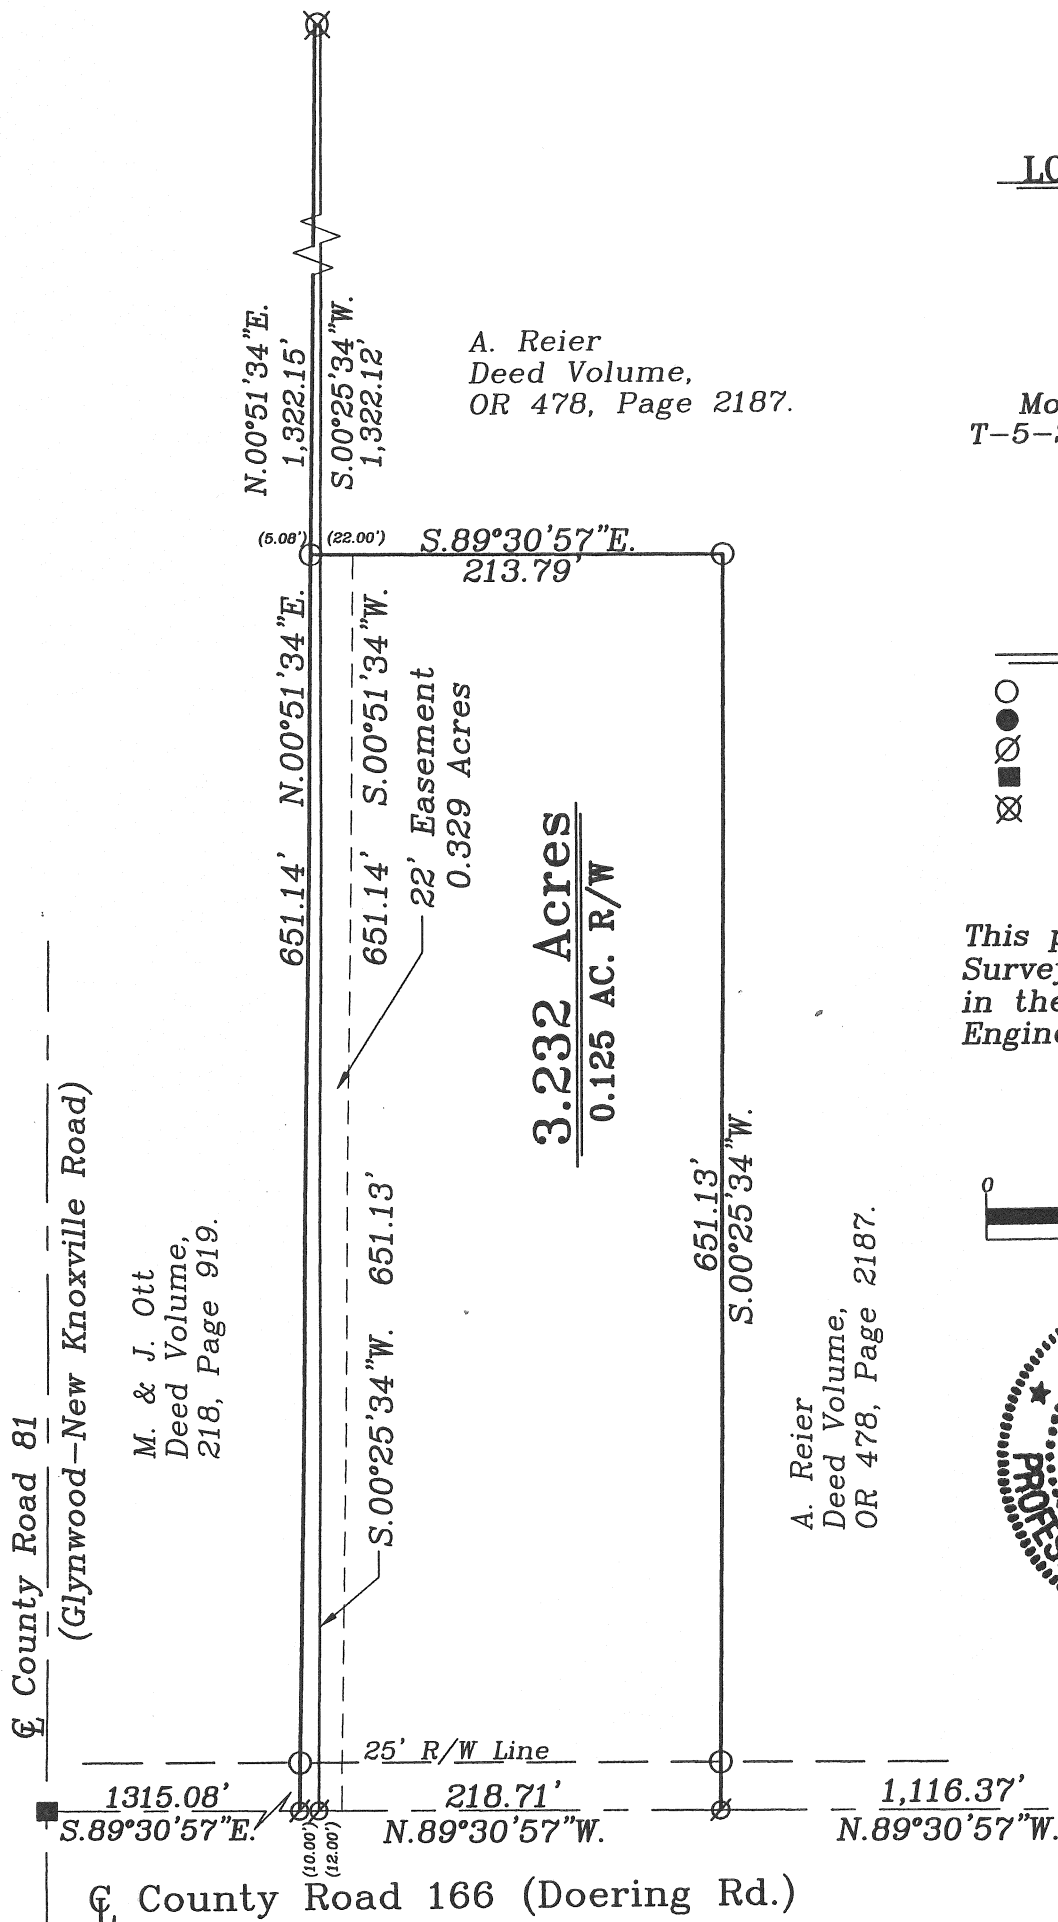 LO
N.00°51'34"E.
1,322.15'
S.00°25'34"W.
1,322.12'
A. Reier
Deed Volume,
OR 478, Page 2187.
Mo
T-5-S
(5.08')
(22.00')
S.89°30'57"E.
213.79'
651.14' N.00°51'34"E.
651.14' S.00°51'34"W.
22' Easement
0.329 Acres
3.232 Acres
0.125 AC. R/W
This p
Survey
in the
Engine
0
651.13'
S.00°25'34"W.
S.00°25'34"W. 651.13'
M. & J. Ott
Deed Volume,
218, Page 919.
A. Reier
Deed Volume,
OR 478, Page 2187.
PROFES
℄ County Road 81
(Glynwood-New Knoxville Road)
25' R/W Line
1315.08'
S.89°30'57"E.
(10.00')
(12.00')
218.71'
N.89°30'57"W.
1,116.37'
N.89°30'57"W.
℄ County Road 166 (Doering Rd.)